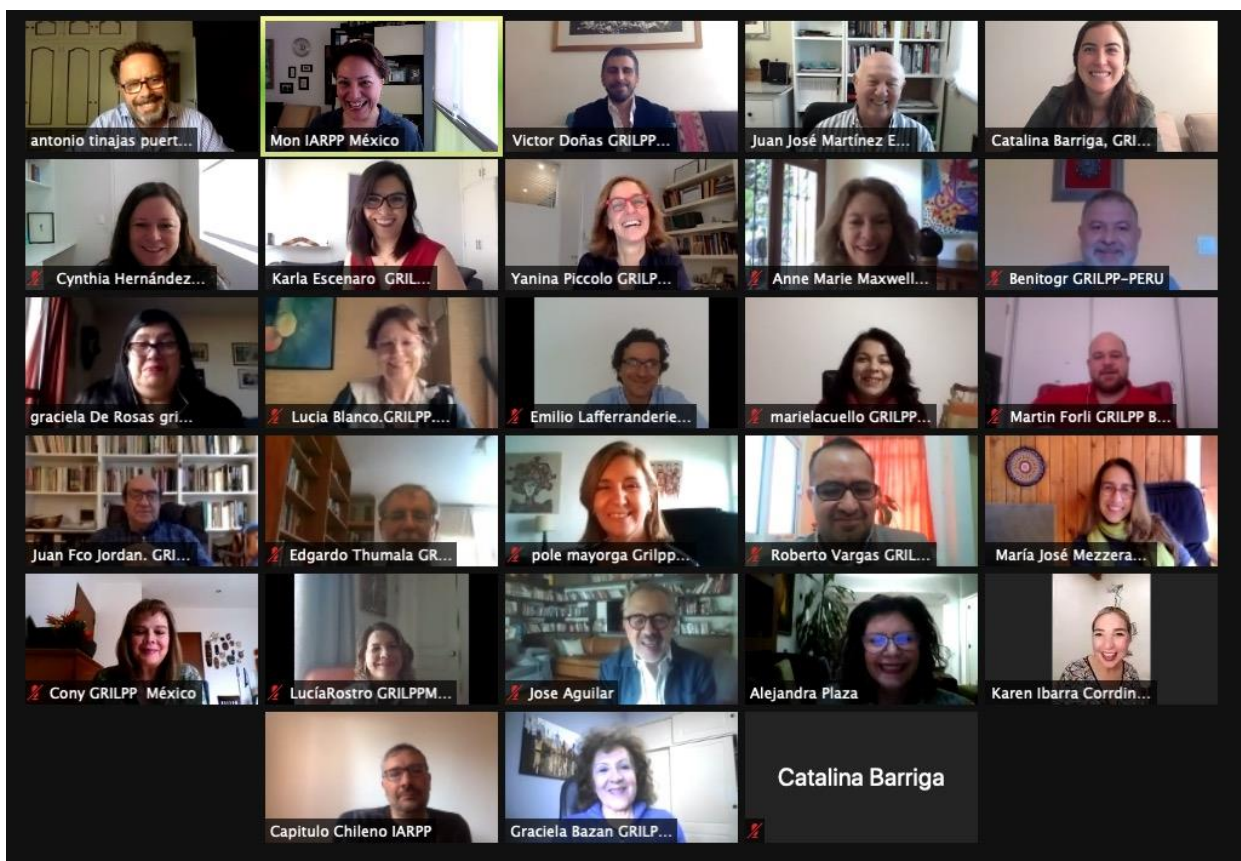 antonio tinajas puert...
Mon IARPP México
Victor Doñas GRILPP...
Juan José Martínez E...
Catalina Barriga, GRI...
Cynthia Hernández...
Karla Escenaro GRIL...
Yanina Piccolo GRILP...
Anne Marie Maxwell...
Benitogr GRILPP-PERU
graciela De Rosas gri...
Lucia Blanco.GRILPP....
Emilio Lafferranderie...
marielacuello GRILPP...
Martin Forli GRILPP B...
Juan Fco Jordan. GRI...
Edgardo Thumala GR...
pole mayorga Grilpp...
Roberto Vargas GRIL...
María José Mezzera...
Cony GRILPP México
LucíaRostro GRILPPM...
Jose Aguilar
Alejandra Plaza
Karen Ibarra Corrdin...
Capitulo Chileno IARPP
Graciela Bazan GRILP...
Catalina Barriga